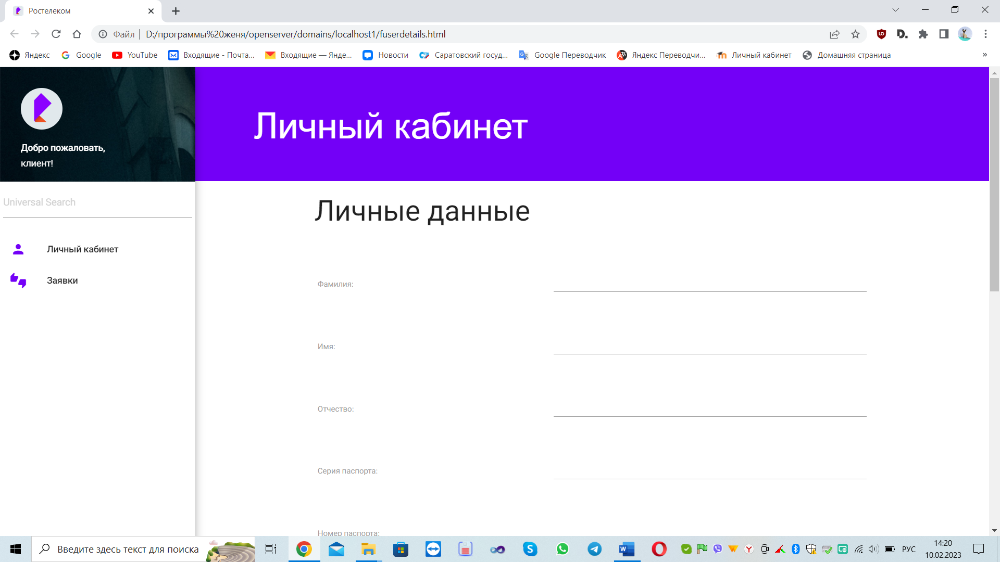 Ростелеком
Файл
D:/программы%20женя/openserver/domains/localhost1/fuserdetails.html
Яндекс
Google
YouTube
Входящие - Почта...
Входящие — Янде...
Новости
Саратовский госуд...
Google Переводчик
Яндекс Переводчи...
Личный кабинет
Домашняя страница
»
Добро пожаловать,
клиент!
Universal Search
Личный кабинет
Заявки
Личный кабинет
Личные данные
Фамилия:
Имя:
Отчество:
Серия паспорта:
Номер паспорта:
Введите здесь текст для поиска
РУС
14:20
10.02.2023